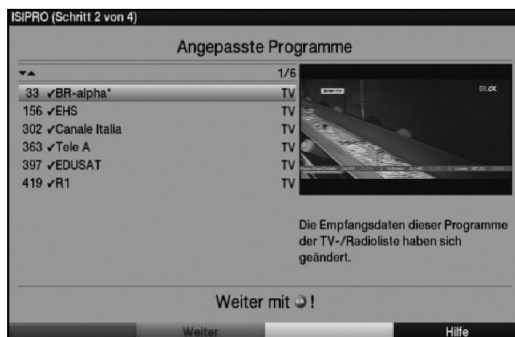 ISIPRO (Schritt 2 von 4)
Angepasste Programme
1/6
33 ✓BR-alpha* TV
156 ✓EHS TV
302 ✓Canale Italia TV
363 ✓Tele A TV
397 ✓EDUSAT TV
419 ✓R1 TV
Die Empfangsdaten dieser Programme
der TV-/Radioliste haben sich
geändert.
Weiter mit !
Weiter
Hilfe